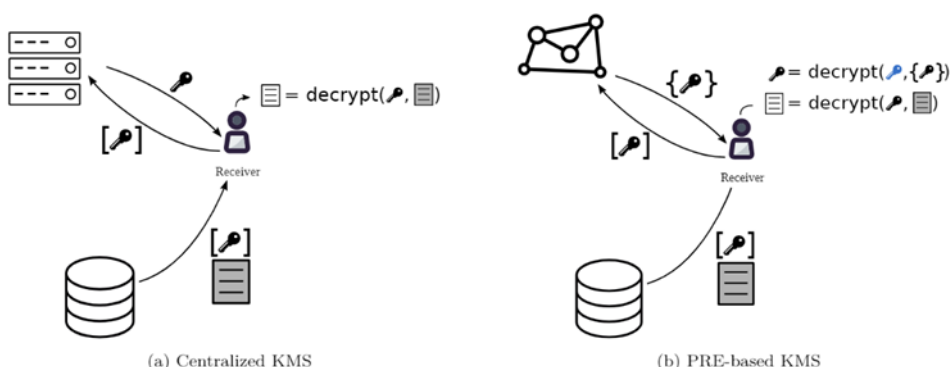 = decrypt( , )
[ ]
Receiver
[ ]
(a) Centralized KMS
{ }
= decrypt( ,{ })
= decrypt( , )
[ ]
Receiver
[ ]
(b) PRE-based KMS